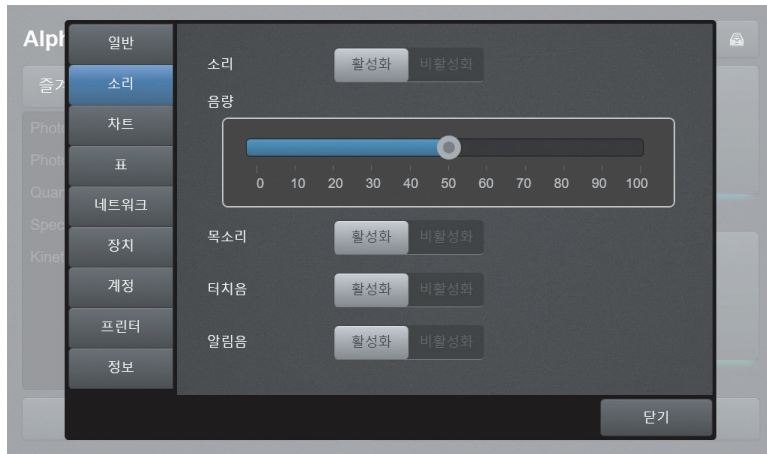 Alph
즐겨
Photo
Photo
Quan
Spec
Kinet
일반
소리
차트
표
네트워크
장치
계정
프린터
정보
소리
활성화 비활성화
음량
0 10 20 30 40 50 60 70 80 90 100
목소리
활성화 비활성화
터치음
활성화 비활성화
알림음
활성화 비활성화
닫기